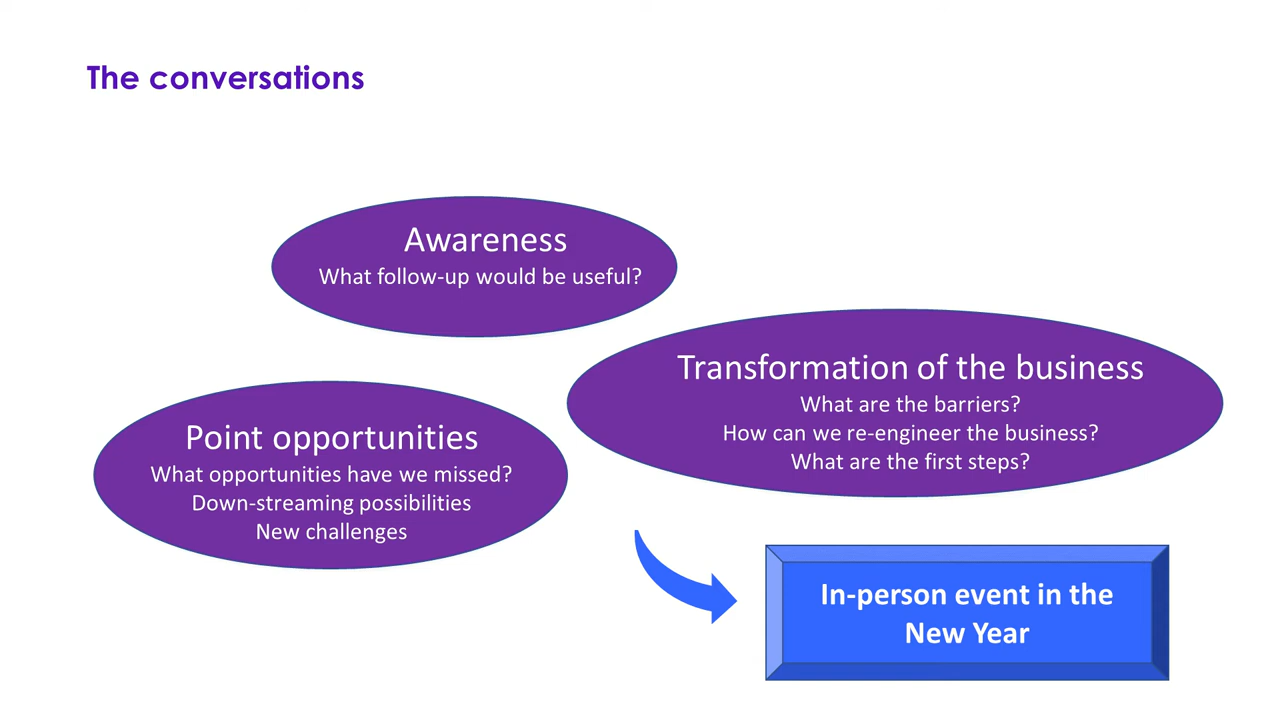 The conversations
Awareness
What follow-up would be useful?
Transformation of the business
What are the barriers?
How can we re-engineer the business?
What are the first steps?
Point opportunities
What opportunities have we missed?
Down-streaming possibilities
New challenges
In-person event in the
New Year